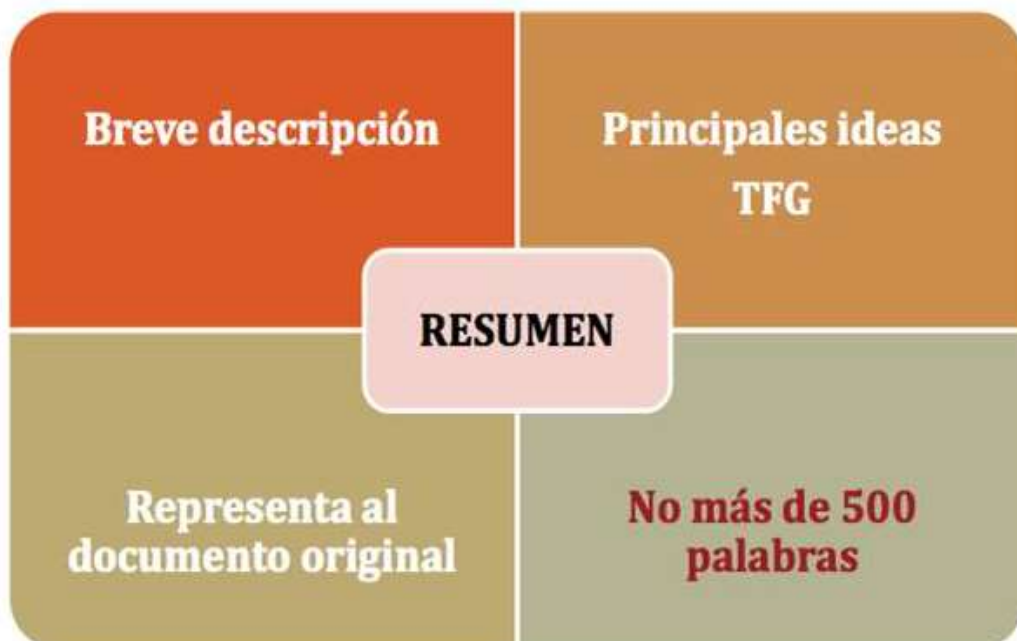 Breve descripción
Principales ideas
TFG
RESUMEN
Representa al
documento original
No más de 500
palabras